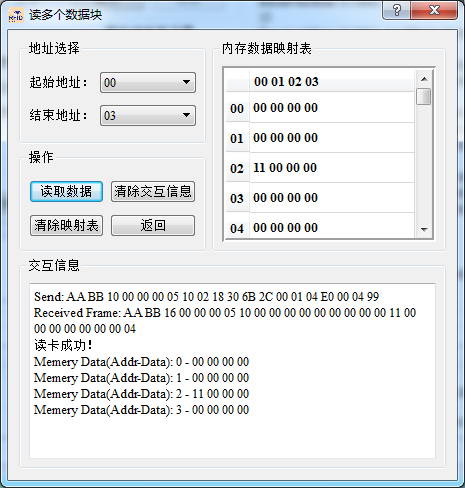 读多个数据块
地址选择
起始地址: 00
结束地址: 03
操作
读取数据 清除交互信息
清除映射表 返回
内存数据映射表
00 01 02 03
00 00 00 00 00
01 00 00 00 00
02 11 00 00 00
03 00 00 00 00
04 00 00 00 00
交互信息
Send: AA BB 10 00 00 00 05 10 02 18 30 6B 2C 00 01 04 E0 00 04 99
Received Frame: AA BB 16 00 00 00 05 10 00 00 00 00 00 00 00 00 00 11 00
00 00 00 00 00 00 04
读卡成功!
Memery Data(Addr-Data): 0 - 00 00 00 00
Memery Data(Addr-Data): 1 - 00 00 00 00
Memery Data(Addr-Data): 2 - 11 00 00 00
Memery Data(Addr-Data): 3 - 00 00 00 00